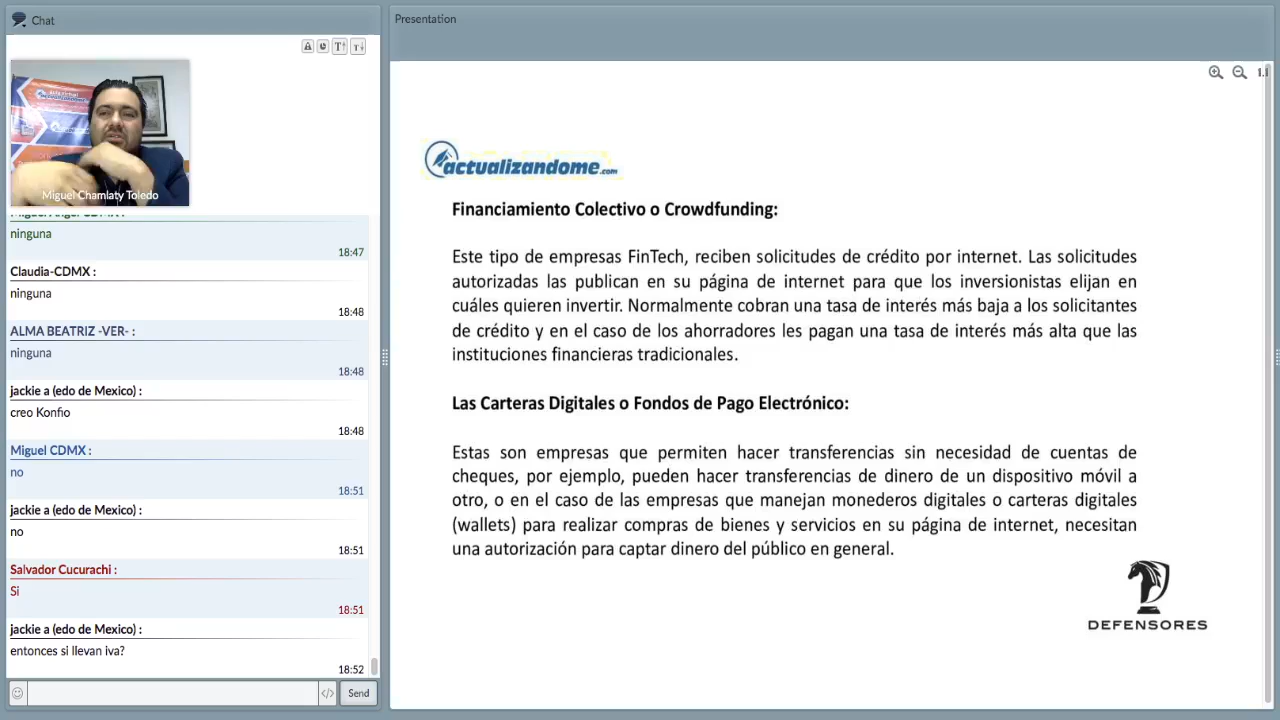 Chat
Miguel Chamlaty Toledo
Miguel Angel CDMX :
ninguna
18:47
Claudia-CDMX :
ninguna
18:48
ALMA BEATRIZ -VER- :
ninguna
18:48
jackie a (edo de Mexico) :
creo Konfio
18:48
Miguel CDMX :
no
18:51
jackie a (edo de Mexico) :
no
18:51
Salvador Cucurachi :
Si
18:51
jackie a (edo de Mexico) :
entonces si llevan iva?
18:52
Send
Presentation
actualizandome.com
Financiamiento Colectivo o Crowdfunding:
Este tipo de empresas FinTech, reciben solicitudes de crédito por internet. Las solicitudes
autorizadas las publican en su página de internet para que los inversionistas elijan en
cuáles quieren invertir. Normalmente cobran una tasa de interés más baja a los solicitantes
de crédito y en el caso de los ahorradores les pagan una tasa de interés más alta que las
instituciones financieras tradicionales.
Las Carteras Digitales o Fondos de Pago Electrónico:
Estas son empresas que permiten hacer transferencias sin necesidad de cuentas de
cheques, por ejemplo, pueden hacer transferencias de dinero de un dispositivo móvil a
otro, o en el caso de las empresas que manejan monederos digitales o carteras digitales
(wallets) para realizar compras de bienes y servicios en su página de internet, necesitan
una autorización para captar dinero del público en general.
DEFENSORES